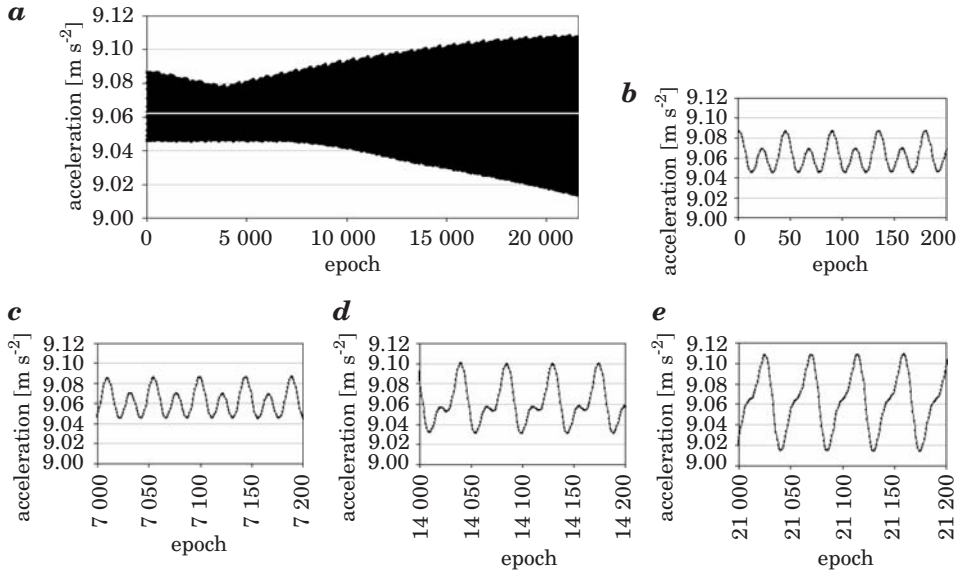 a
acceleration [m s-2]
9.12
9.10
9.08
9.06
9.04
9.02
9.00
0 5 000 10 000 15 000 20 000
epoch
b
acceleration [m s-2]
9.12
9.10
9.08
9.06
9.04
9.02
9.00
0 50 100 150 200
epoch
c
acceleration [m s-2]
9.12
9.10
9.08
9.06
9.04
9.02
9.00
7 000 7 050 7 100 7 150 7 200
epoch
d
acceleration [m s-2]
9.12
9.10
9.08
9.06
9.04
9.02
9.00
14 000 14 050 14 100 14 150 14 200
epoch
e
acceleration [m s-2]
9.12
9.10
9.08
9.06
9.04
9.02
9.00
21 000 21 050 21 100 21 150 21 200
epoch